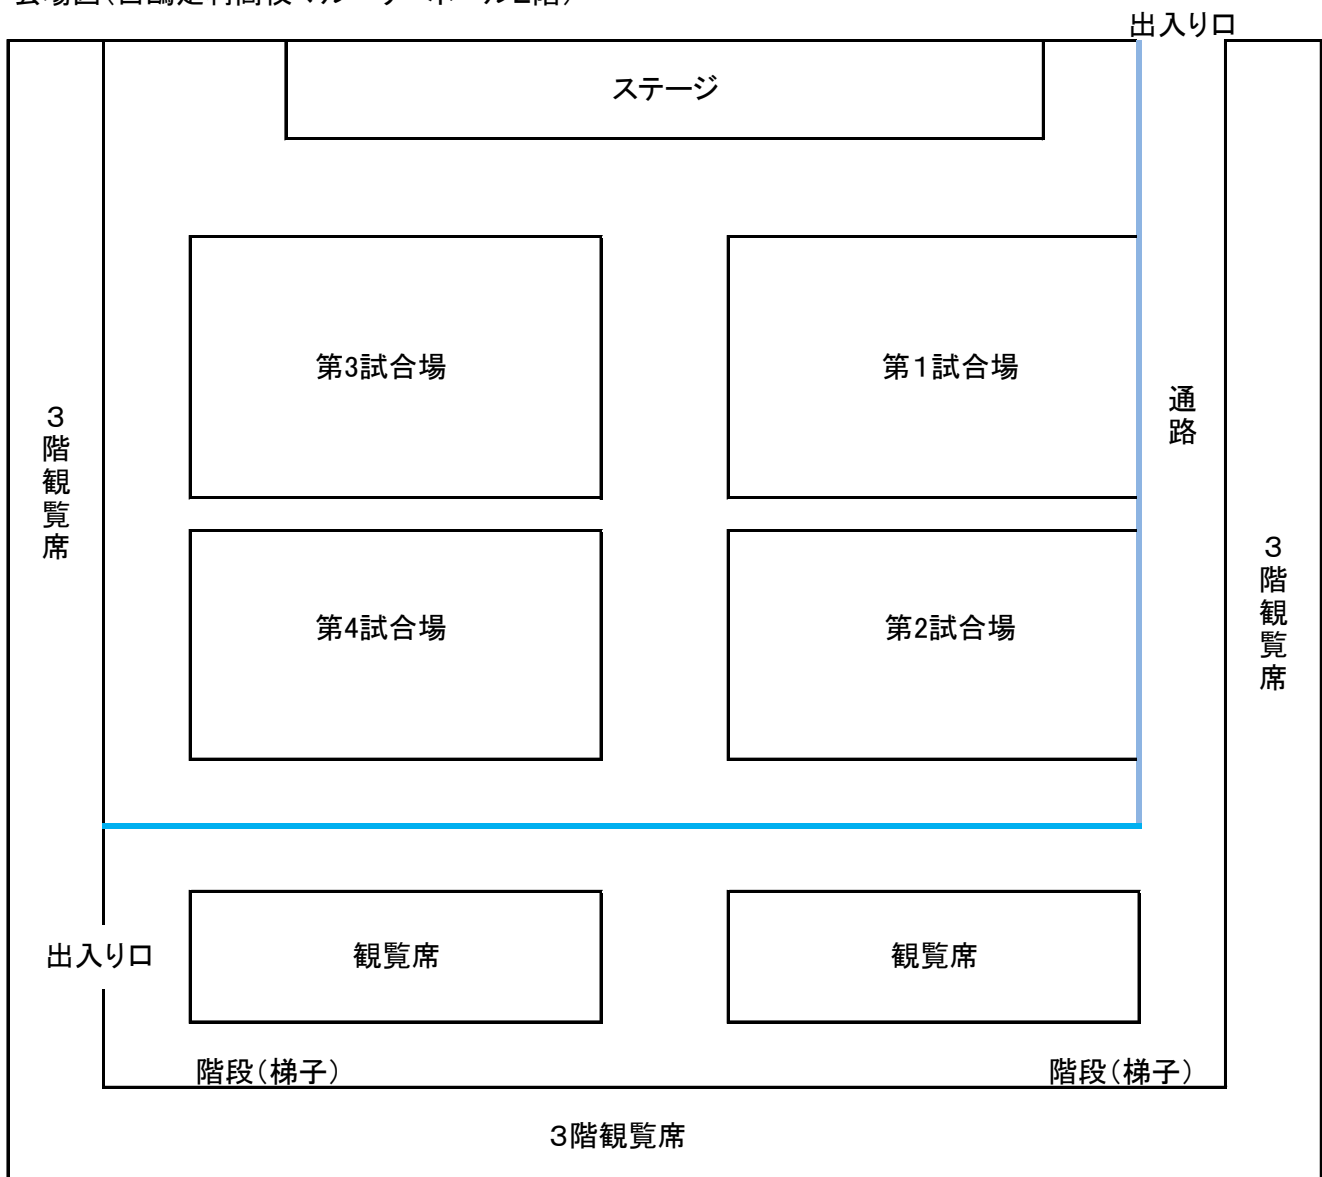 出入り口
ステージ
第3試合場
第１試合場
通路
３階観覧席
第4試合場
第2試合場
３階観覧席
出入り口
観覧席
観覧席
階段（梯子）
階段（梯子）
３階観覧席